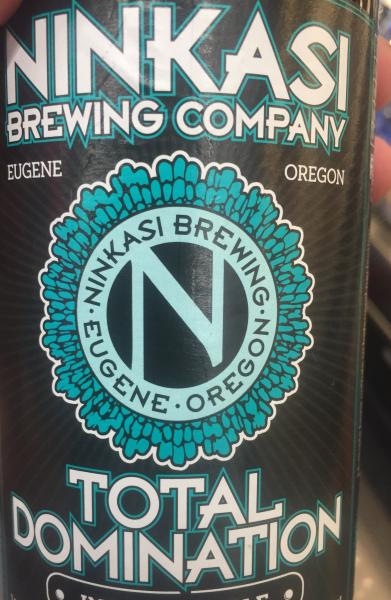 NINKASI
BREWING COMPANY
EUGENE OREGON
NINKASI BREWING
· EUGENE · OREGON ·
N
TOTAL
DOMINATION